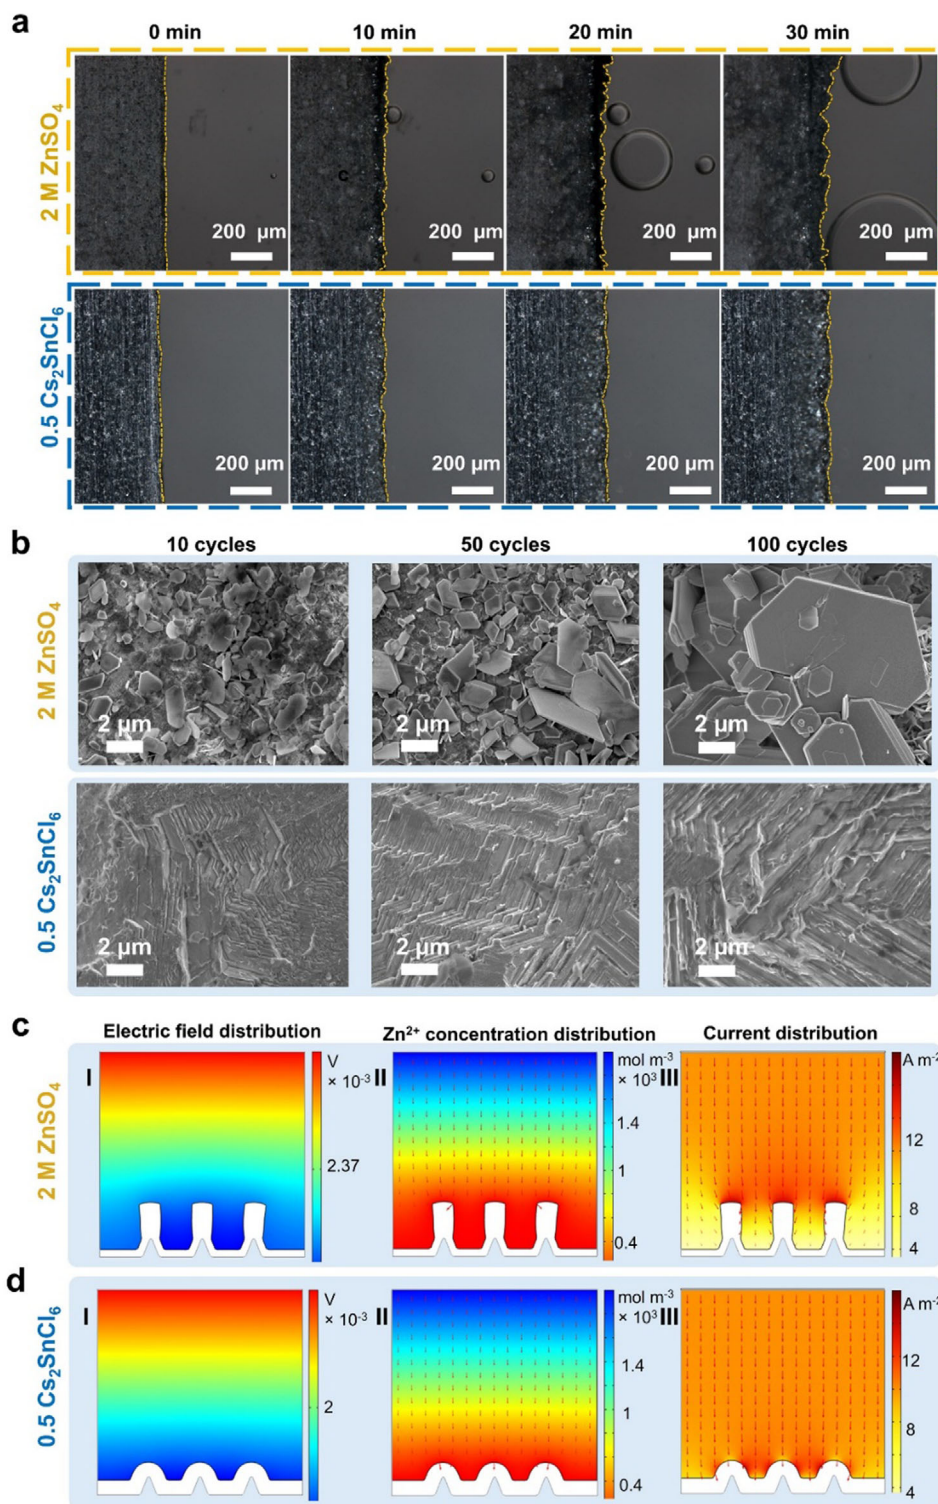 a
0 min 10 min 20 min 30 min
2 M ZnSO₄
c
200 μm 200 μm 200 μm 200 μm
0.5 Cs₂SnCl₆
200 μm 200 μm 200 μm 200 μm
b
10 cycles 50 cycles 100 cycles
2 M ZnSO₄
2 μm 2 μm 2 μm
0.5 Cs₂SnCl₆
2 μm 2 μm 2 μm
c
Electric field distribution Zn²⁺ concentration distribution Current distribution
2 M ZnSO₄
I V × 10⁻³ 2.37
II mol m⁻³ × 10³ 1.4 1 0.4
III A m⁻² 12 8 4
d
0.5 Cs₂SnCl₆
I V × 10⁻³ 2
II mol m⁻³ × 10³ 1.4 1 0.4
III A m⁻² 12 8 4